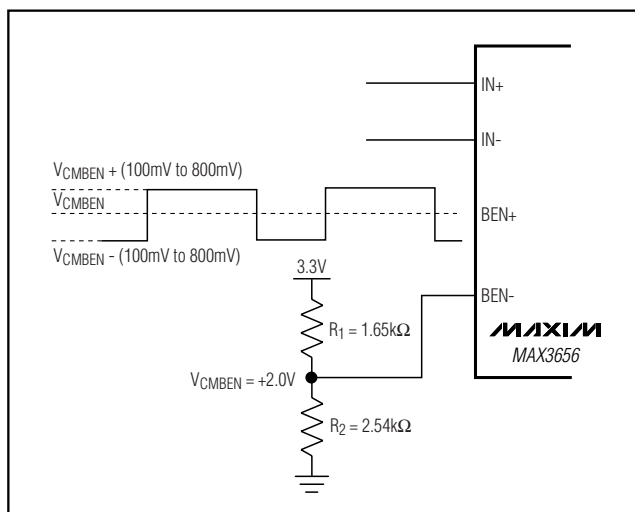 IN+
IN-
VCMBEN + (100mV to 800mV)
VCMBEN
BEN+
VCMBEN - (100mV to 800mV)
3.3V
BEN-
R1 = 1.65kΩ
MAXIM
MAX3656
VCMBEN = +2.0V
R2 = 2.54kΩ